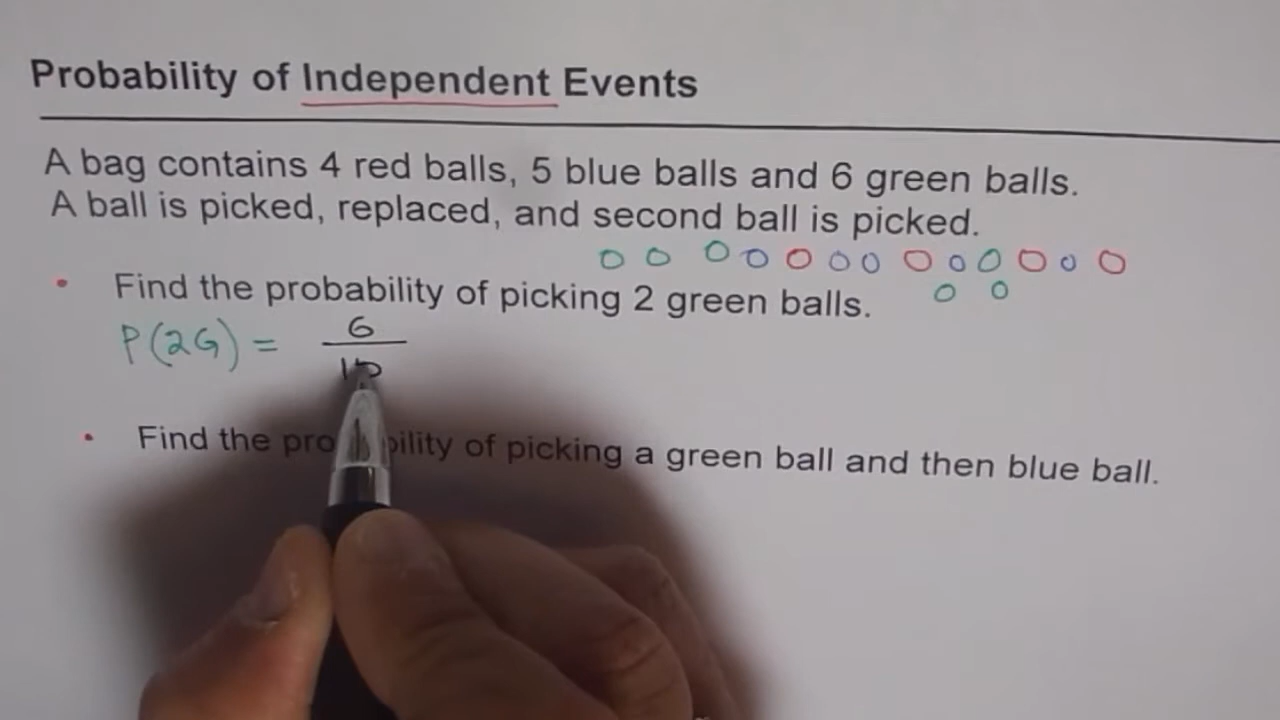 Probability of Independent Events
A bag contains 4 red balls, 5 blue balls and 6 green balls.
A ball is picked, replaced, and second ball is picked.
• Find the probability of picking 2 green balls.
P(2G) = 6
15
• Find the probability of picking a green ball and then blue ball.